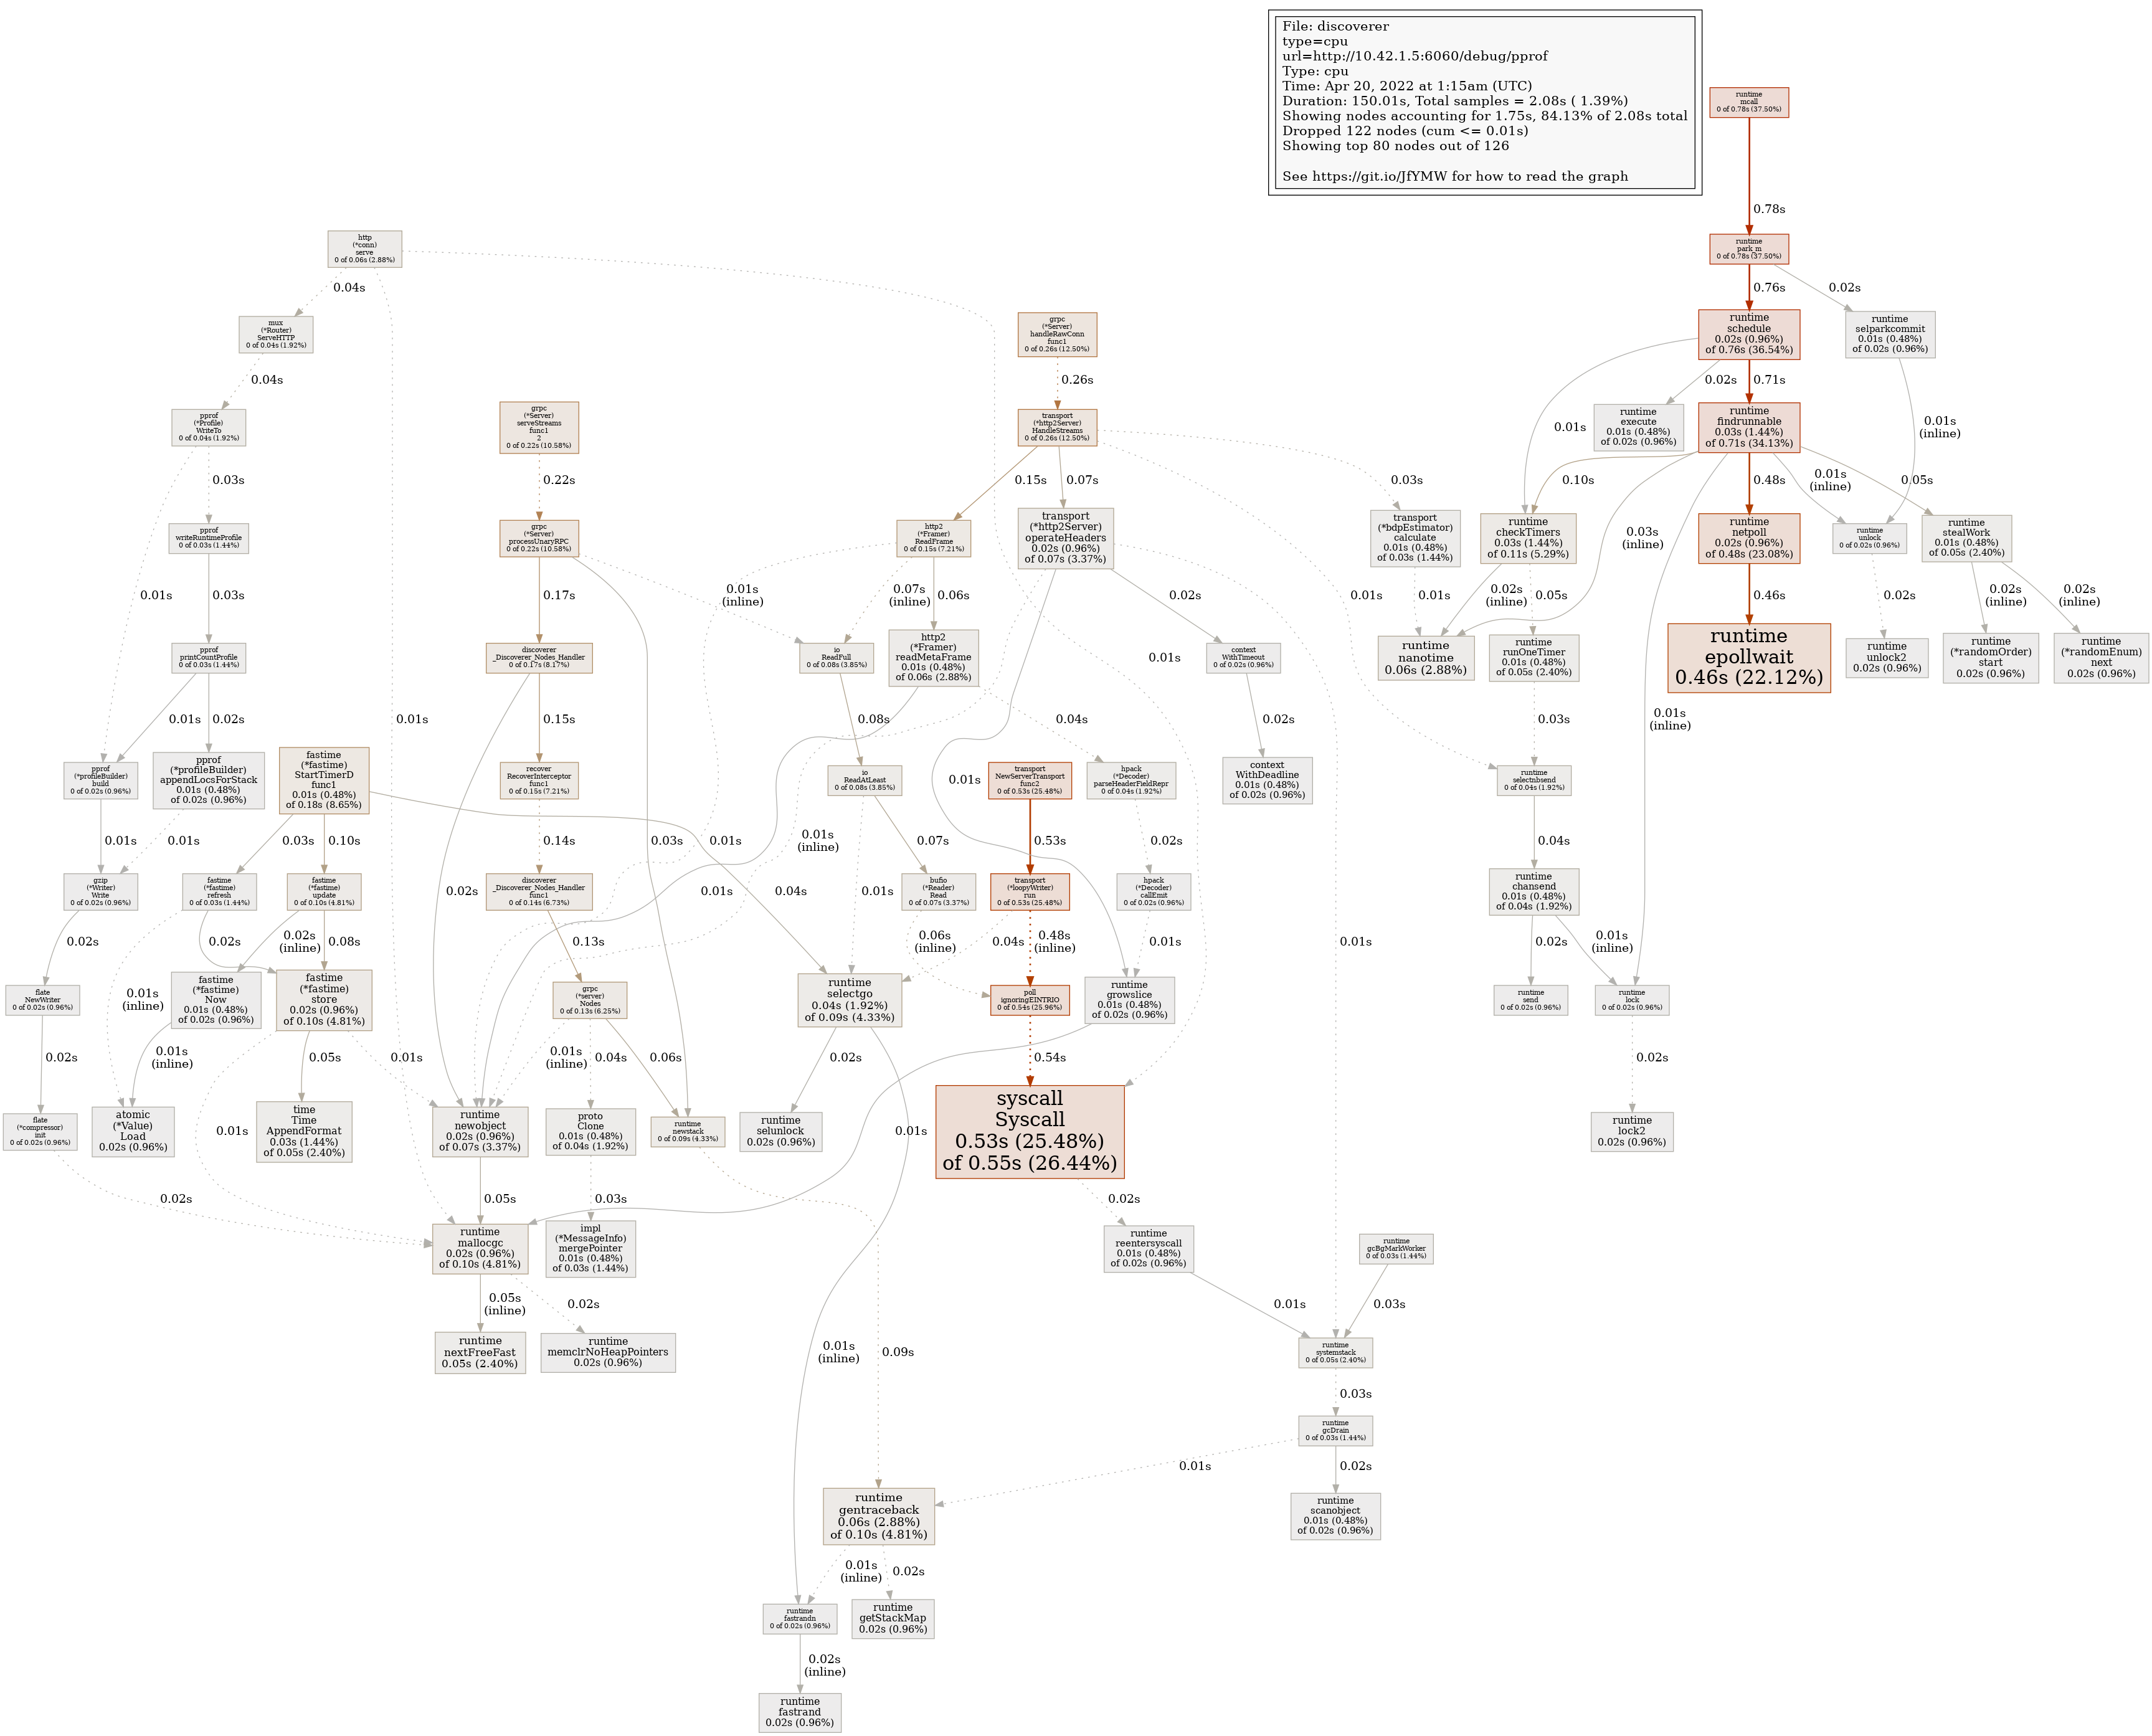 File: discoverer
type=cpu
url=http://10.42.1.5:6060/debug/pprof
Type: cpu
Time: Apr 20, 2022 at 1:15am (UTC)
Duration: 150.01s, Total samples = 2.08s ( 1.39%)
Showing nodes accounting for 1.75s, 84.13% of 2.08s total
Dropped 122 nodes (cum <= 0.01s)
Showing top 80 nodes out of 126
See https://git.io/JfYMW for how to read the graph
runtime
mcall
0 of 0.78s (37.50%)
0.78s
http
(*conn)
serve
0 of 0.06s (2.88%)
runtime
park_m
0 of 0.78s (37.50%)
0.04s
0.76s
0.02s
mux
(*Router)
ServeHTTP
0 of 0.04s (1.92%)
grpc
(*Server)
handleRawConn
func1
0 of 0.26s (12.50%)
runtime
schedule
0.02s (0.96%)
of 0.76s (36.54%)
runtime
selparkcommit
0.01s (0.48%)
of 0.02s (0.96%)
0.04s
0.26s
0.02s
0.71s
pprof
(*Profile)
WriteTo
0 of 0.04s (1.92%)
grpc
(*Server)
serveStreams
func1
2
0 of 0.22s (10.58%)
transport
(*http2Server)
HandleStreams
0 of 0.26s (12.50%)
0.01s
runtime
execute
0.01s (0.48%)
of 0.02s (0.96%)
runtime
findrunnable
0.03s (1.44%)
of 0.71s (34.13%)
0.01s
(inline)
0.03s
0.22s
0.15s
0.07s
0.03s
0.10s
0.48s
0.01s
(inline)
0.05s
pprof
writeRuntimeProfile
0 of 0.03s (1.44%)
grpc
(*Server)
processUnaryRPC
0 of 0.22s (10.58%)
http2
(*Framer)
ReadFrame
0 of 0.15s (7.21%)
transport
(*http2Server)
operateHeaders
0.02s (0.96%)
of 0.07s (3.37%)
transport
(*bdpEstimator)
calculate
0.01s (0.48%)
of 0.03s (1.44%)
runtime
checkTimers
0.03s (1.44%)
of 0.11s (5.29%)
0.03s
(inline)
runtime
netpoll
0.02s (0.96%)
of 0.48s (23.08%)
runtime
unlock
0 of 0.02s (0.96%)
runtime
stealWork
0.01s (0.48%)
of 0.05s (2.40%)
0.01s
0.03s
0.17s
0.01s
(inline)
0.07s
(inline)
0.06s
0.02s
0.01s
0.01s
0.02s
(inline)
0.05s
0.46s
0.02s
0.02s
(inline)
0.02s
(inline)
pprof
printCountProfile
0 of 0.03s (1.44%)
discoverer
_Discoverer_Nodes_Handler
0 of 0.17s (8.17%)
io
ReadFull
0 of 0.08s (3.85%)
http2
(*Framer)
readMetaFrame
0.01s (0.48%)
of 0.06s (2.88%)
0.01s
context
WithTimeout
0 of 0.02s (0.96%)
runtime
nanotime
0.06s (2.88%)
runtime
runOneTimer
0.01s (0.48%)
of 0.05s (2.40%)
runtime
epollwait
0.46s (22.12%)
runtime
unlock2
0.02s (0.96%)
runtime
(*randomOrder)
start
0.02s (0.96%)
runtime
(*randomEnum)
next
0.02s (0.96%)
0.01s
0.02s
0.01s
0.15s
0.08s
0.04s
0.02s
0.03s
0.01s
(inline)
pprof
(*profileBuilder)
build
0 of 0.02s (0.96%)
pprof
(*profileBuilder)
appendLocsForStack
0.01s (0.48%)
of 0.02s (0.96%)
fastime
(*fastime)
StartTimerD
func1
0.01s (0.48%)
of 0.18s (8.65%)
recover
RecoverInterceptor
func1
0 of 0.15s (7.21%)
io
ReadAtLeast
0 of 0.08s (3.85%)
0.01s
transport
NewServerTransport
func2
0 of 0.53s (25.48%)
hpack
(*Decoder)
parseHeaderFieldRepr
0 of 0.04s (1.92%)
context
WithDeadline
0.01s (0.48%)
of 0.02s (0.96%)
runtime
selectnbsend
0 of 0.04s (1.92%)
0.01s
0.01s
0.03s
0.10s
0.14s
0.03s
0.01s
0.01s
(inline)
0.07s
0.53s
0.02s
0.04s
gzip
(*Writer)
Write
0 of 0.02s (0.96%)
fastime
(*fastime)
refresh
0 of 0.03s (1.44%)
fastime
(*fastime)
update
0 of 0.10s (4.81%)
0.02s
discoverer
_Discoverer_Nodes_Handler
func1
0 of 0.14s (6.73%)
0.01s
0.04s
0.01s
bufio
(*Reader)
Read
0 of 0.07s (3.37%)
transport
(*loopyWriter)
run
0 of 0.53s (25.48%)
hpack
(*Decoder)
callEmit
0 of 0.02s (0.96%)
runtime
chansend
0.01s (0.48%)
of 0.04s (1.92%)
0.02s
0.02s
0.02s
(inline)
0.08s
0.13s
0.06s
(inline)
0.04s
0.48s
(inline)
0.01s
0.01s
0.02s
0.01s
(inline)
flate
NewWriter
0 of 0.02s (0.96%)
0.01s
(inline)
fastime
(*fastime)
Now
0.01s (0.48%)
of 0.02s (0.96%)
fastime
(*fastime)
store
0.02s (0.96%)
of 0.10s (4.81%)
grpc
(*server)
Nodes
0 of 0.13s (6.25%)
runtime
selectgo
0.04s (1.92%)
of 0.09s (4.33%)
poll
ignoringEINTRIO
0 of 0.54s (25.96%)
runtime
growslice
0.01s (0.48%)
of 0.02s (0.96%)
runtime
send
0 of 0.02s (0.96%)
runtime
lock
0 of 0.02s (0.96%)
0.02s
0.01s
(inline)
0.05s
0.01s
0.01s
(inline)
0.04s
0.06s
0.02s
0.54s
0.02s
flate
(*compressor)
init
0 of 0.02s (0.96%)
atomic
(*Value)
Load
0.02s (0.96%)
0.01s
time
Time
AppendFormat
0.03s (1.44%)
of 0.05s (2.40%)
runtime
newobject
0.02s (0.96%)
of 0.07s (3.37%)
proto
Clone
0.01s (0.48%)
of 0.04s (1.92%)
runtime
newstack
0 of 0.09s (4.33%)
runtime
selunlock
0.02s (0.96%)
0.01s
syscall
Syscall
0.53s (25.48%)
of 0.55s (26.44%)
runtime
lock2
0.02s (0.96%)
0.02s
0.05s
0.03s
0.02s
runtime
mallocgc
0.02s (0.96%)
of 0.10s (4.81%)
impl
(*MessageInfo)
mergePointer
0.01s (0.48%)
of 0.03s (1.44%)
runtime
reentersyscall
0.01s (0.48%)
of 0.02s (0.96%)
runtime
gcBgMarkWorker
0 of 0.03s (1.44%)
0.05s
(inline)
0.02s
0.01s
0.03s
runtime
nextFreeFast
0.05s (2.40%)
runtime
memclrNoHeapPointers
0.02s (0.96%)
0.01s
(inline)
0.09s
runtime
systemstack
0 of 0.05s (2.40%)
0.03s
runtime
gcDrain
0 of 0.03s (1.44%)
0.01s
0.02s
runtime
gentraceback
0.06s (2.88%)
of 0.10s (4.81%)
runtime
scanobject
0.01s (0.48%)
of 0.02s (0.96%)
0.01s
(inline)
0.02s
runtime
fastrandn
0 of 0.02s (0.96%)
runtime
getStackMap
0.02s (0.96%)
0.02s
(inline)
runtime
fastrand
0.02s (0.96%)